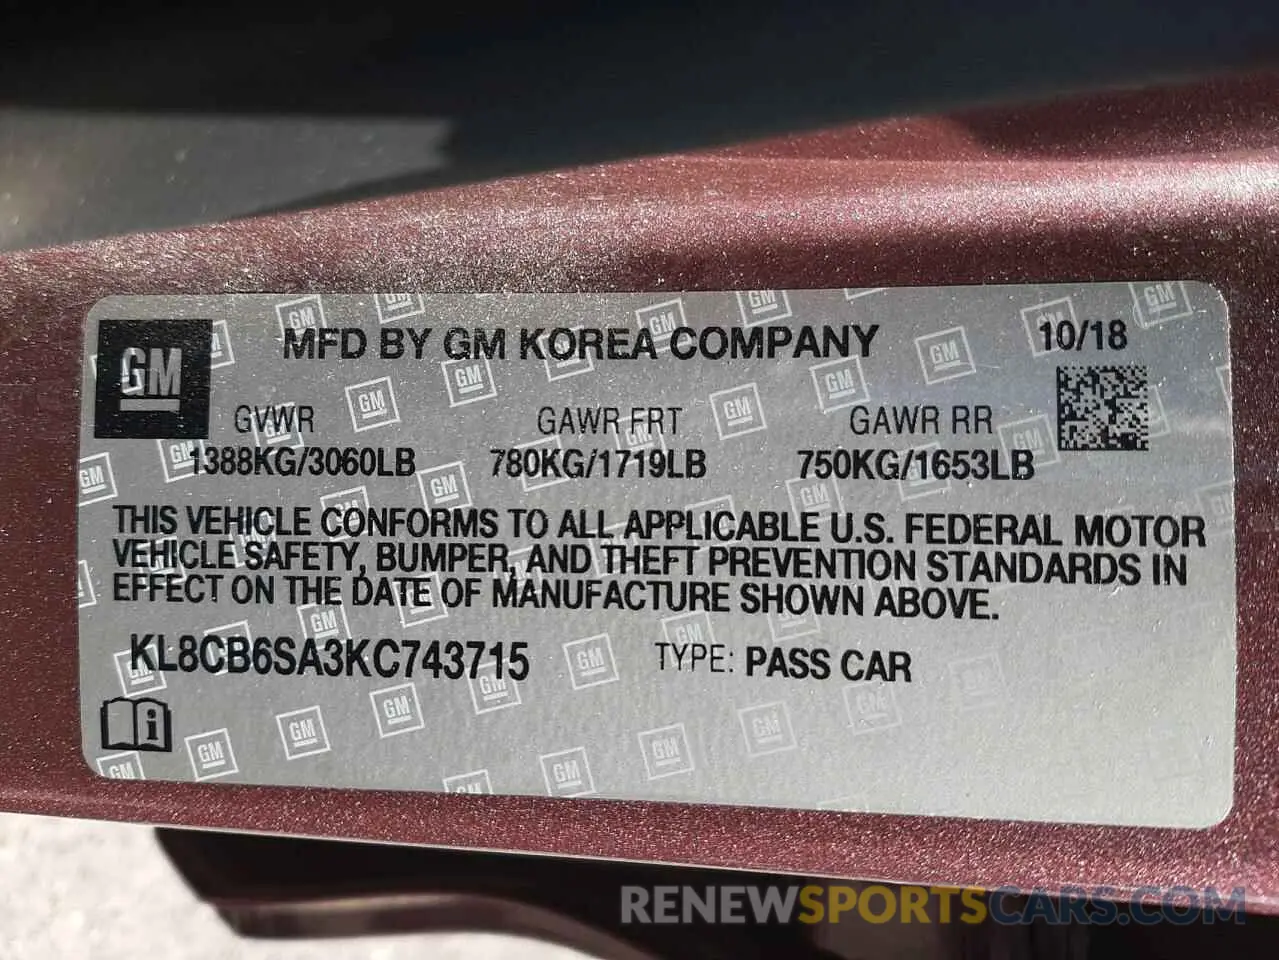 GM MFD BY GM KOREA COMPANY 10/18
GVWR GAWR FRT GAWR RR
1388KG/3060LB 780KG/1719LB 750KG/1653LB
THIS VEHICLE CONFORMS TO ALL APPLICABLE U.S. FEDERAL MOTOR
VEHICLE SAFETY, BUMPER, AND THEFT PREVENTION STANDARDS IN
EFFECT ON THE DATE OF MANUFACTURE SHOWN ABOVE.
KL8CB6SA3KC743715 TYPE: PASS CAR
RENEWSPORTSCARS.COM